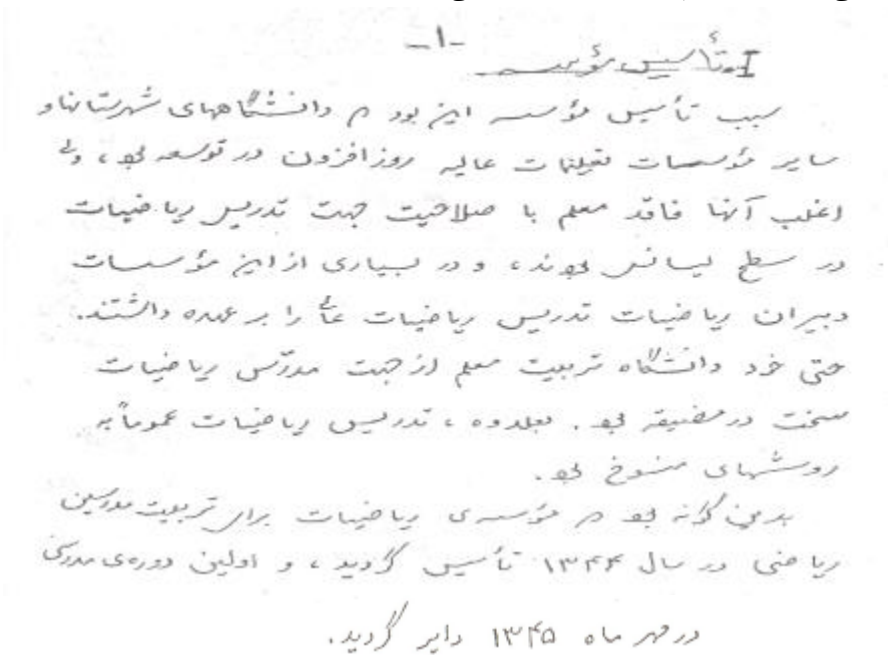 -۱-
I. تأسیس مؤسسه
سبب تأسیس مؤسسه این بود که دانشگاههای شهرستانها و
سایر مؤسسات تعلیمات عالیه روزافزون در توسعه بود، ولی
اغلب آنها فاقد معلم با صلاحیت جهت تدریس ریاضیات
در سطح لیسانس بودند، و در بسیاری از این مؤسسات
دبیران ریاضیات تدریس ریاضیات عالی را بر عهده داشتند.
حتی خود دانشگاه تربیت معلم از جهت مدرّس ریاضیات
سخت در مضیقه بود. بعلاوه، تدریس ریاضیات عموماً به
روشهای منسوخ بود.
بدین گونه بود که مؤسسه‌ی ریاضیات برای تربیت مدرسین
ریاضی در سال ۱۳۴۴ تأسیس گردید، و اولین دوره‌ی مدرسی
در مهر ماه ۱۳۴۵ دایر گردید.